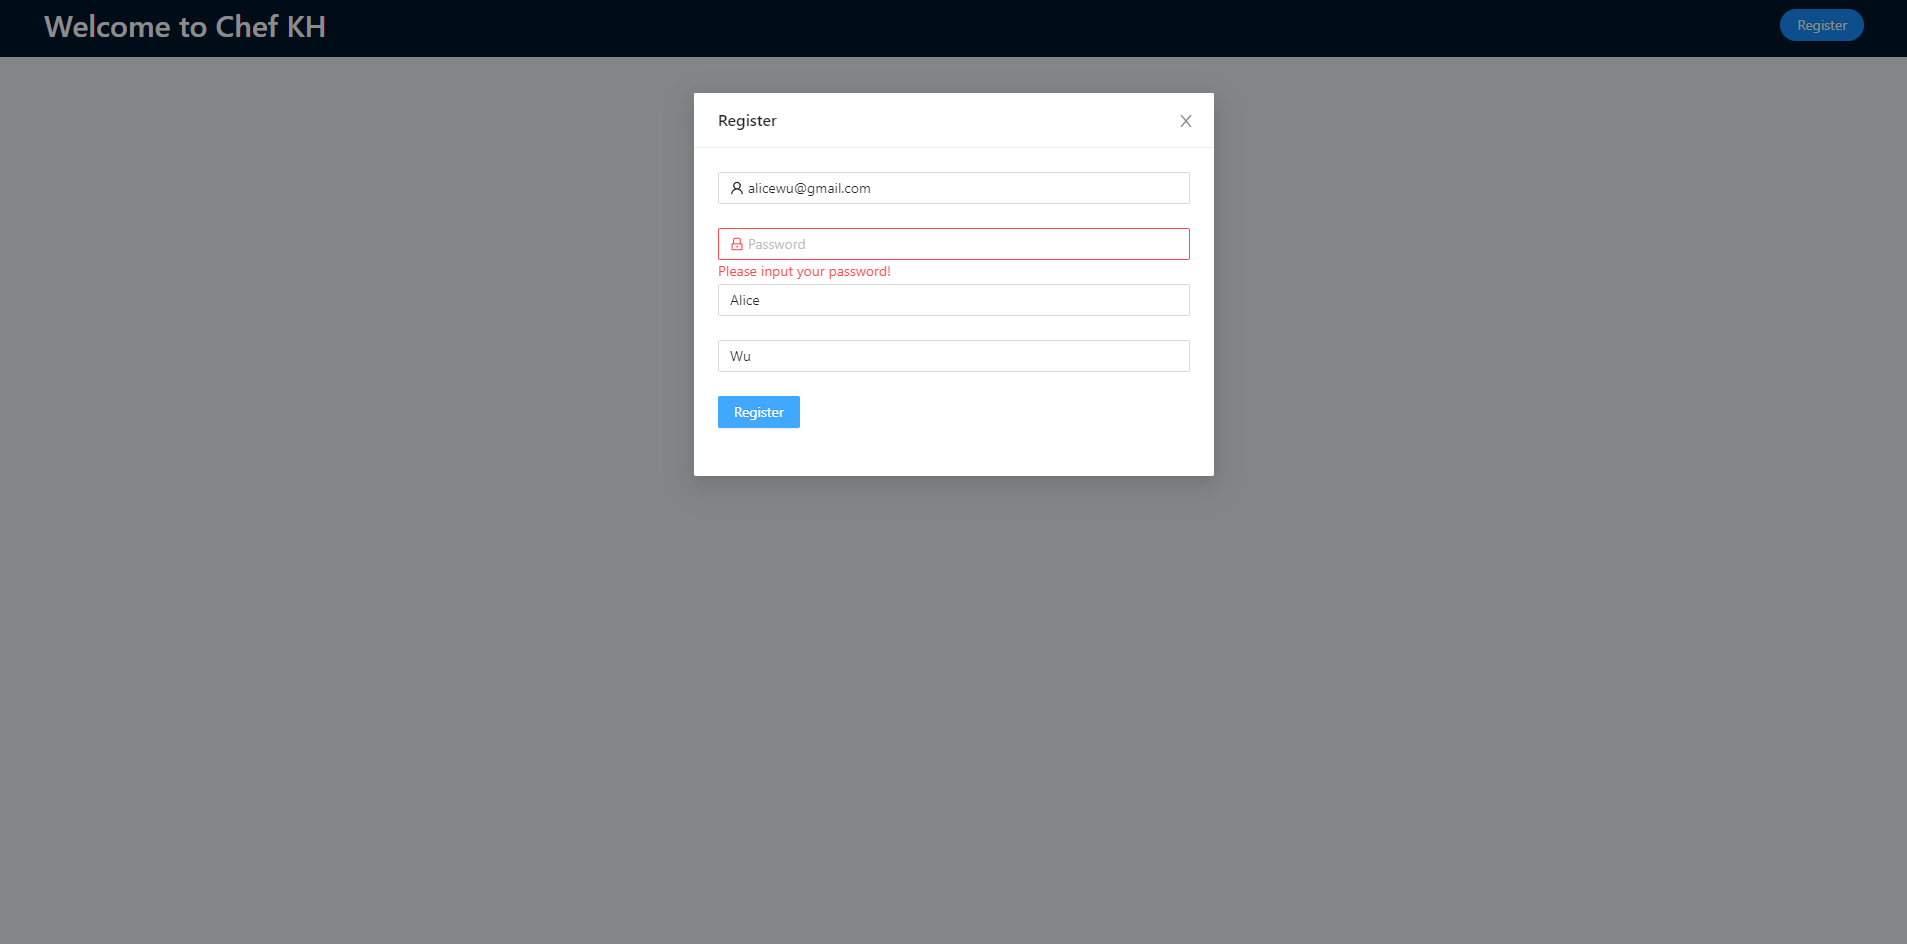 Welcome to Chef KH
Register
Register
alicewu@gmail.com
Password
Please input your password!
Alice
Wu
Register